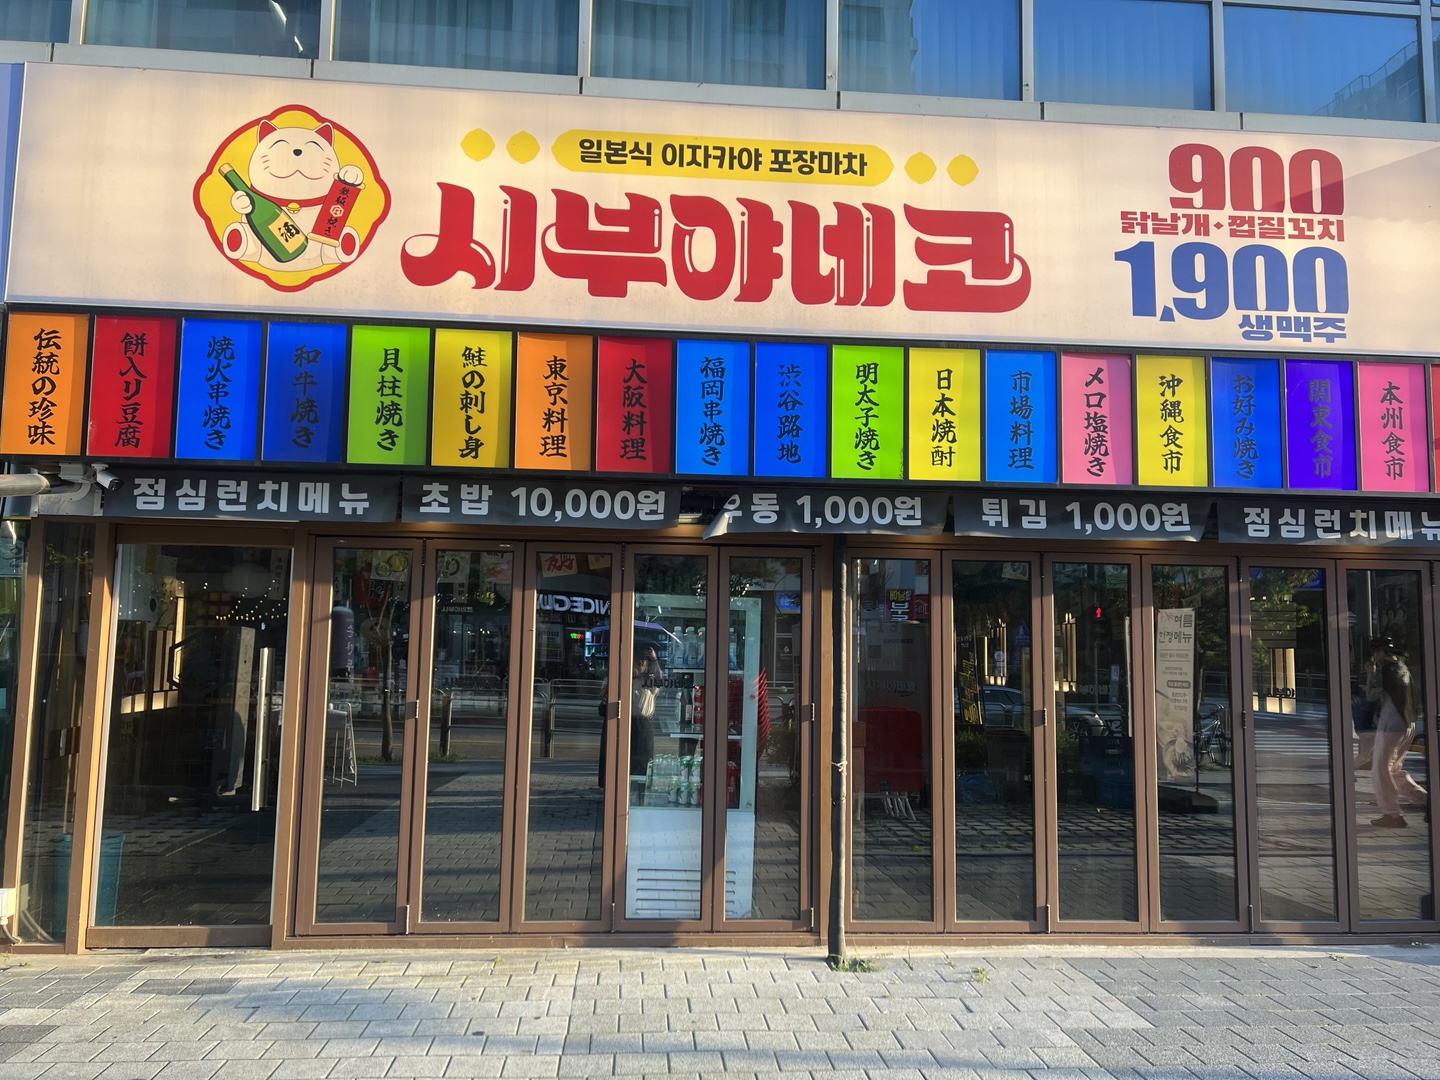 일본식 이자카야 포장마차
시부야네코
酒
900
닭날개·껍질꼬치
1,900
생맥주
伝統の珍味
餅入り豆腐
焼火串焼き
和牛焼き
貝柱焼き
鮭の刺し身
東京料理
大阪料理
福岡串焼き
渋谷路地
明太子焼き
日本焼酎
市場料理
メロ塩焼き
沖縄食市
お好み焼き
関東食市
本州食市
점심런치메뉴
초밥 10,000원
우동 1,000원
튀김 1,000원
점심런치메뉴
여름
한정메뉴